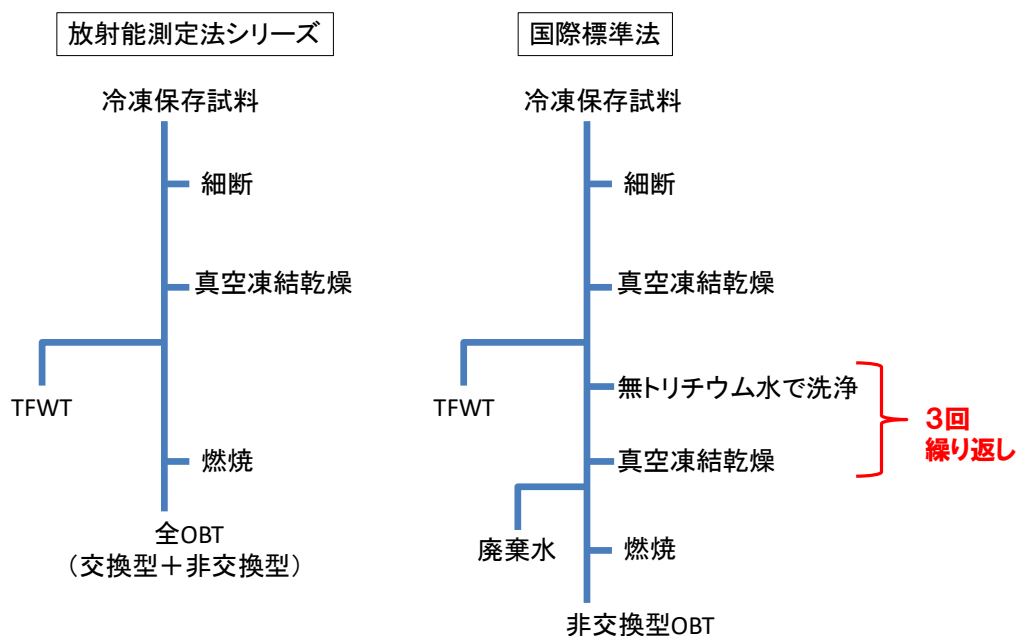 放射能測定法シリーズ
冷凍保存試料
細断
真空凍結乾燥
TFWT
燃焼
全OBT
（交換型＋非交換型）
国際標準法
冷凍保存試料
細断
真空凍結乾燥
TFWT
無トリチウム水で洗浄
真空凍結乾燥
3回
繰り返し
廃棄水
燃焼
非交換型OBT